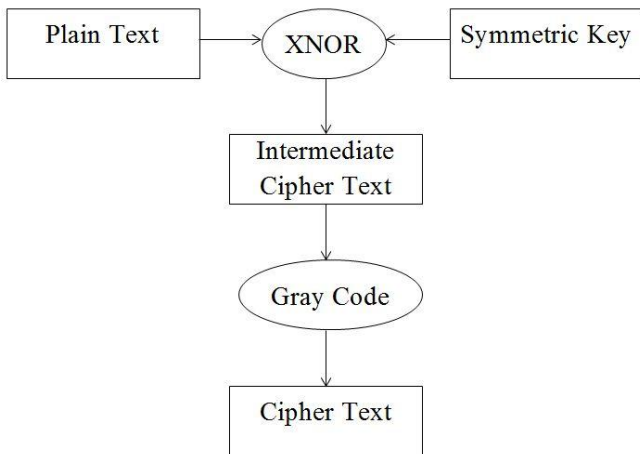 Plain Text
XNOR
Symmetric Key
Intermediate
Cipher Text
Gray Code
Cipher Text